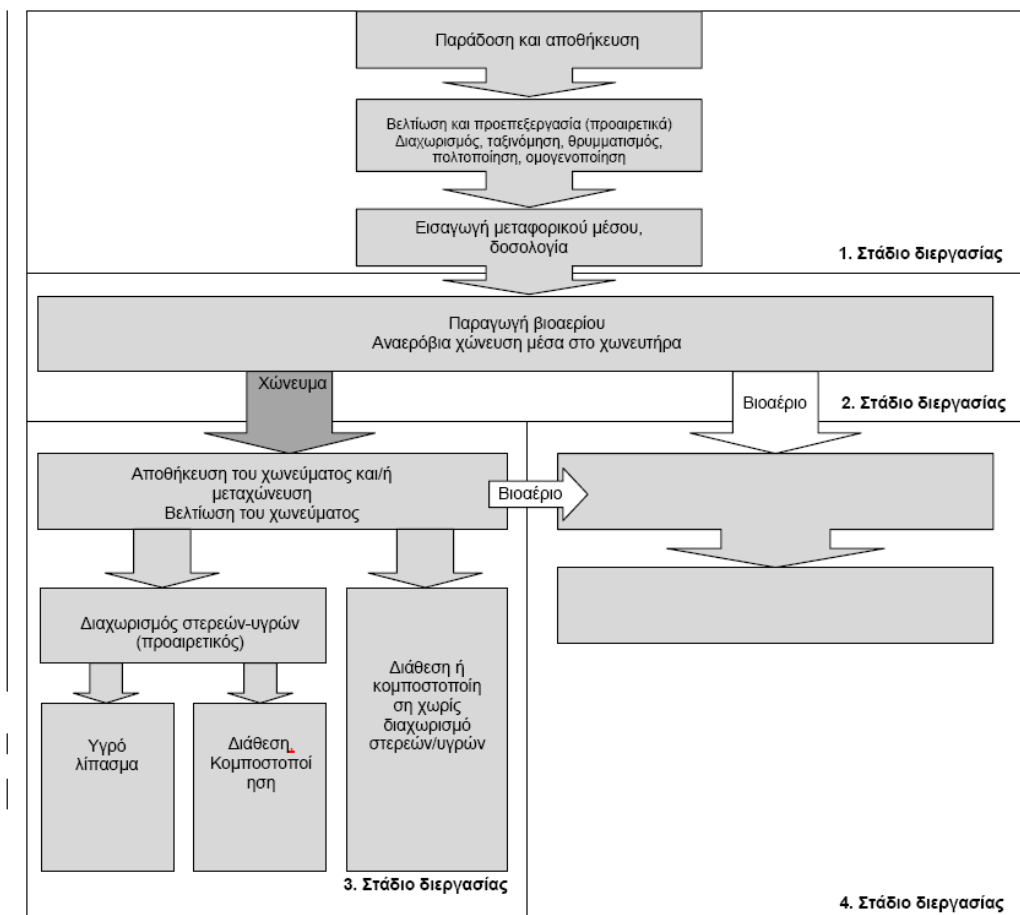 Παράδοση και αποθήκευση
Βελτίωση και προεπεξεργασία (προαιρετικά)
Διαχωρισμός, ταξινόμηση, θρυμματισμός,
πολτοποίηση, ομογενοποίηση
Εισαγωγή μεταφορικού μέσου,
δοσολογία
1. Στάδιο διεργασίας
Παραγωγή βιοαερίου
Αναερόβια χώνευση μέσα στο χωνευτήρα
Χώνευμα
Βιοαέριο
2. Στάδιο διεργασίας
Αποθήκευση του χωνεύματος και/ή
μεταχώνευση
Βελτίωση του χωνεύματος
Βιοαέριο
Διαχωρισμός στερεών-υγρών
(προαιρετικός)
Υγρό
λίπασμα
Διάθεση,
Κομποστοποί
ηση
Διάθεση ή
κομποστοποίη
ση χωρίς
διαχωρισμό
στερεών/υγρών
3. Στάδιο διεργασίας
4. Στάδιο διεργασίας